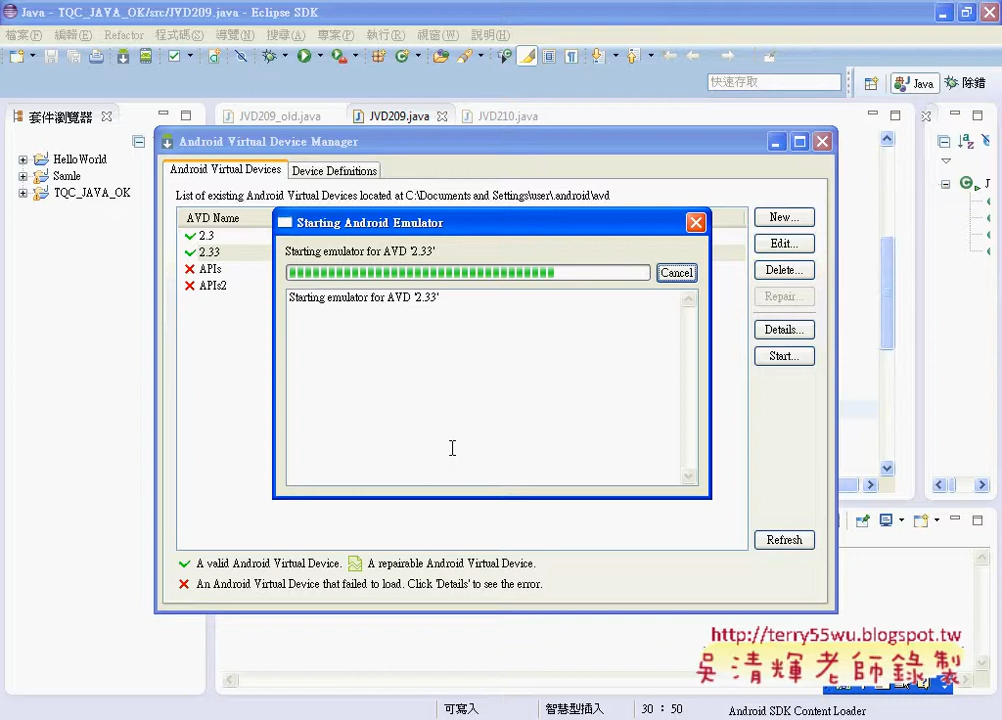 Java - TQC_JAVA_OK/src/JVD209.java - Eclipse SDK
檔案(F) 編輯(E) Refactor 程式碼(S) 導覽(N) 搜尋(A) 專案(P) 執行(R) 視窗(W) 說明(H)
快速存取
Java
除錯
套件瀏覽器
JVD209_old.java
JVD209.java
JVD210.java
HelloWorld
Samle
TQC_JAVA_OK
Android Virtual Device Manager
Android Virtual Devices
Device Definitions
List of existing Android Virtual Devices located at C:\Documents and Settings\user\.android\avd
AVD Name
2.3
2.33
APIs
APIs2
Starting Android Emulator
Starting emulator for AVD '2.33'
Cancel
Starting emulator for AVD '2.33'
New...
Edit...
Delete...
Repair...
Details...
Start...
Refresh
A valid Android Virtual Device.
A repairable Android Virtual Device.
An Android Virtual Device that failed to load. Click 'Details' to see the error.
J
http://terry55wu.blogspot.tw
吳清輝老師錄製
可寫入
智慧型插入
30 : 50
Android SDK Content Loader